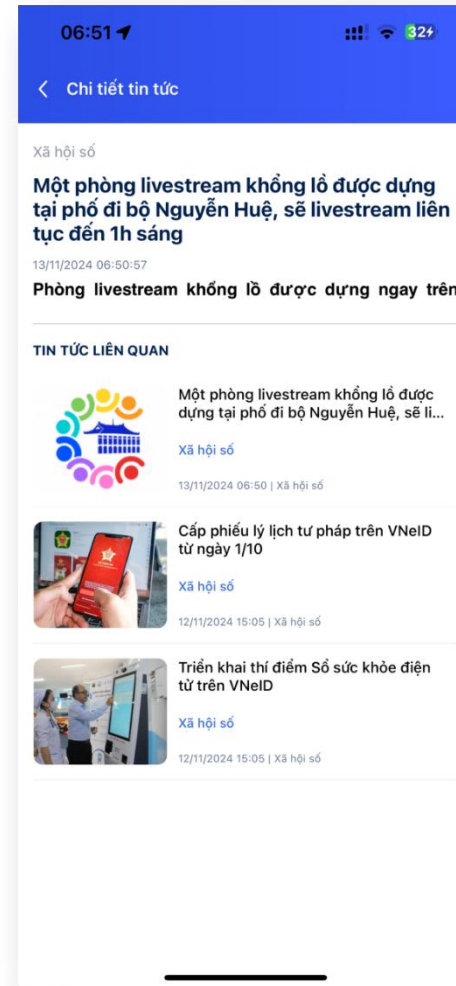 06:51
32
Chi tiết tin tức
Xã hội số
Một phòng livestream khổng lồ được dựng
tại phố đi bộ Nguyễn Huệ, sẽ livestream liên
tục đến 1h sáng
13/11/2024 06:50:57
Phòng livestream khổng lồ được dựng ngay trên
TIN TỨC LIÊN QUAN
Một phòng livestream khổng lồ được
dựng tại phố đi bộ Nguyễn Huệ, sẽ li...
Xã hội số
13/11/2024 06:50 | Xã hội số
Cấp phiếu lý lịch tư pháp trên VNeID
từ ngày 1/10
Xã hội số
12/11/2024 15:05 | Xã hội số
Triển khai thí điểm Sổ sức khỏe điện
tử trên VNeID
Xã hội số
12/11/2024 15:05 | Xã hội số